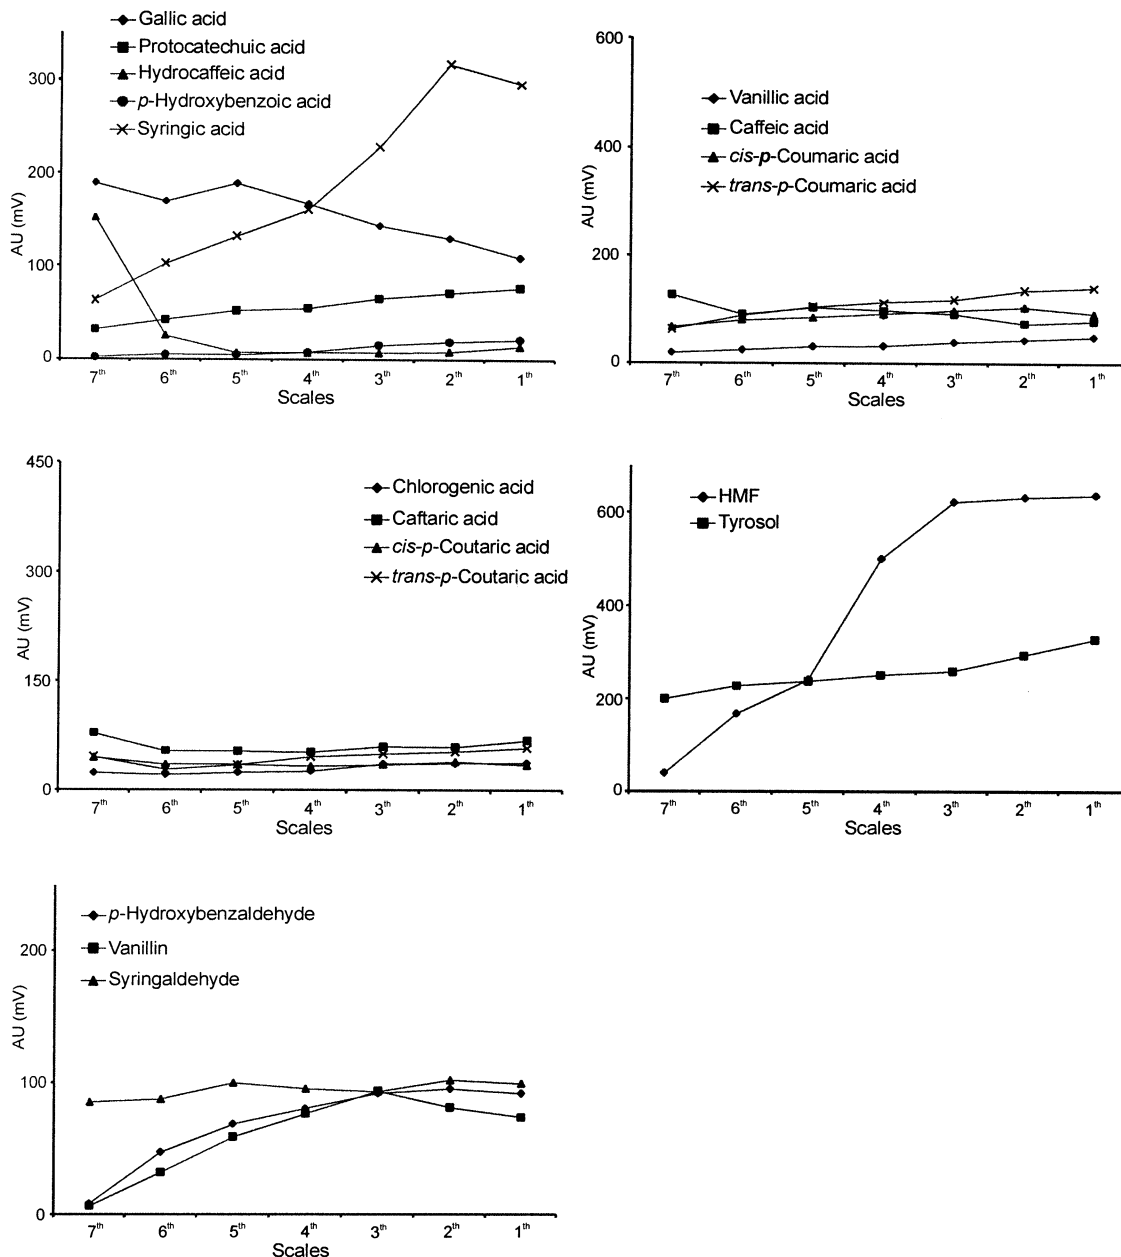 Gallic acid
Protocatechuic acid
Hydrocaffeic acid
p-Hydroxybenzoic acid
Syringic acid
300
200
100
0
AU (mV)
7th 6th 5th 4th 3th 2th 1th
Scales
600
400
200
0
AU (mV)
Vanillic acid
Caffeic acid
cis-p-Coumaric acid
trans-p-Coumaric acid
7th 6th 5th 4th 3th 2th 1th
Scales
450
300
150
0
AU (mV)
Chlorogenic acid
Caftaric acid
cis-p-Coutaric acid
trans-p-Coutaric acid
7th 6th 5th 4th 3th 2th 1th
Scales
600
400
200
0
AU (mV)
HMF
Tyrosol
7th 6th 5th 4th 3th 2th 1th
Scales
200
100
0
AU (mV)
p-Hydroxybenzaldehyde
Vanillin
Syringaldehyde
7th 6th 5th 4th 3th 2th 1th
Scales